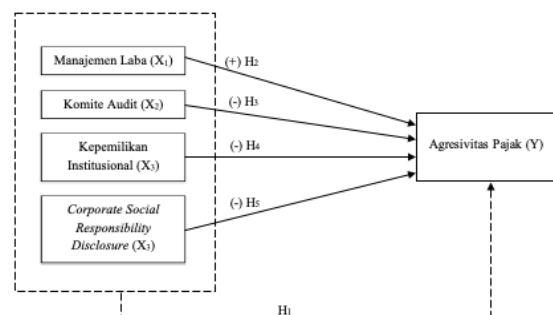 Manajemen Laba (X₁)
(+) H₂
Komite Audit (X₂)
(-) H₃
Kepemilikan
Institusional (X₃)
(-) H₄
Agresivitas Pajak (Y)
Corporate Social
Responsibility
Disclosure (X₃)
(-) H₅
H₁